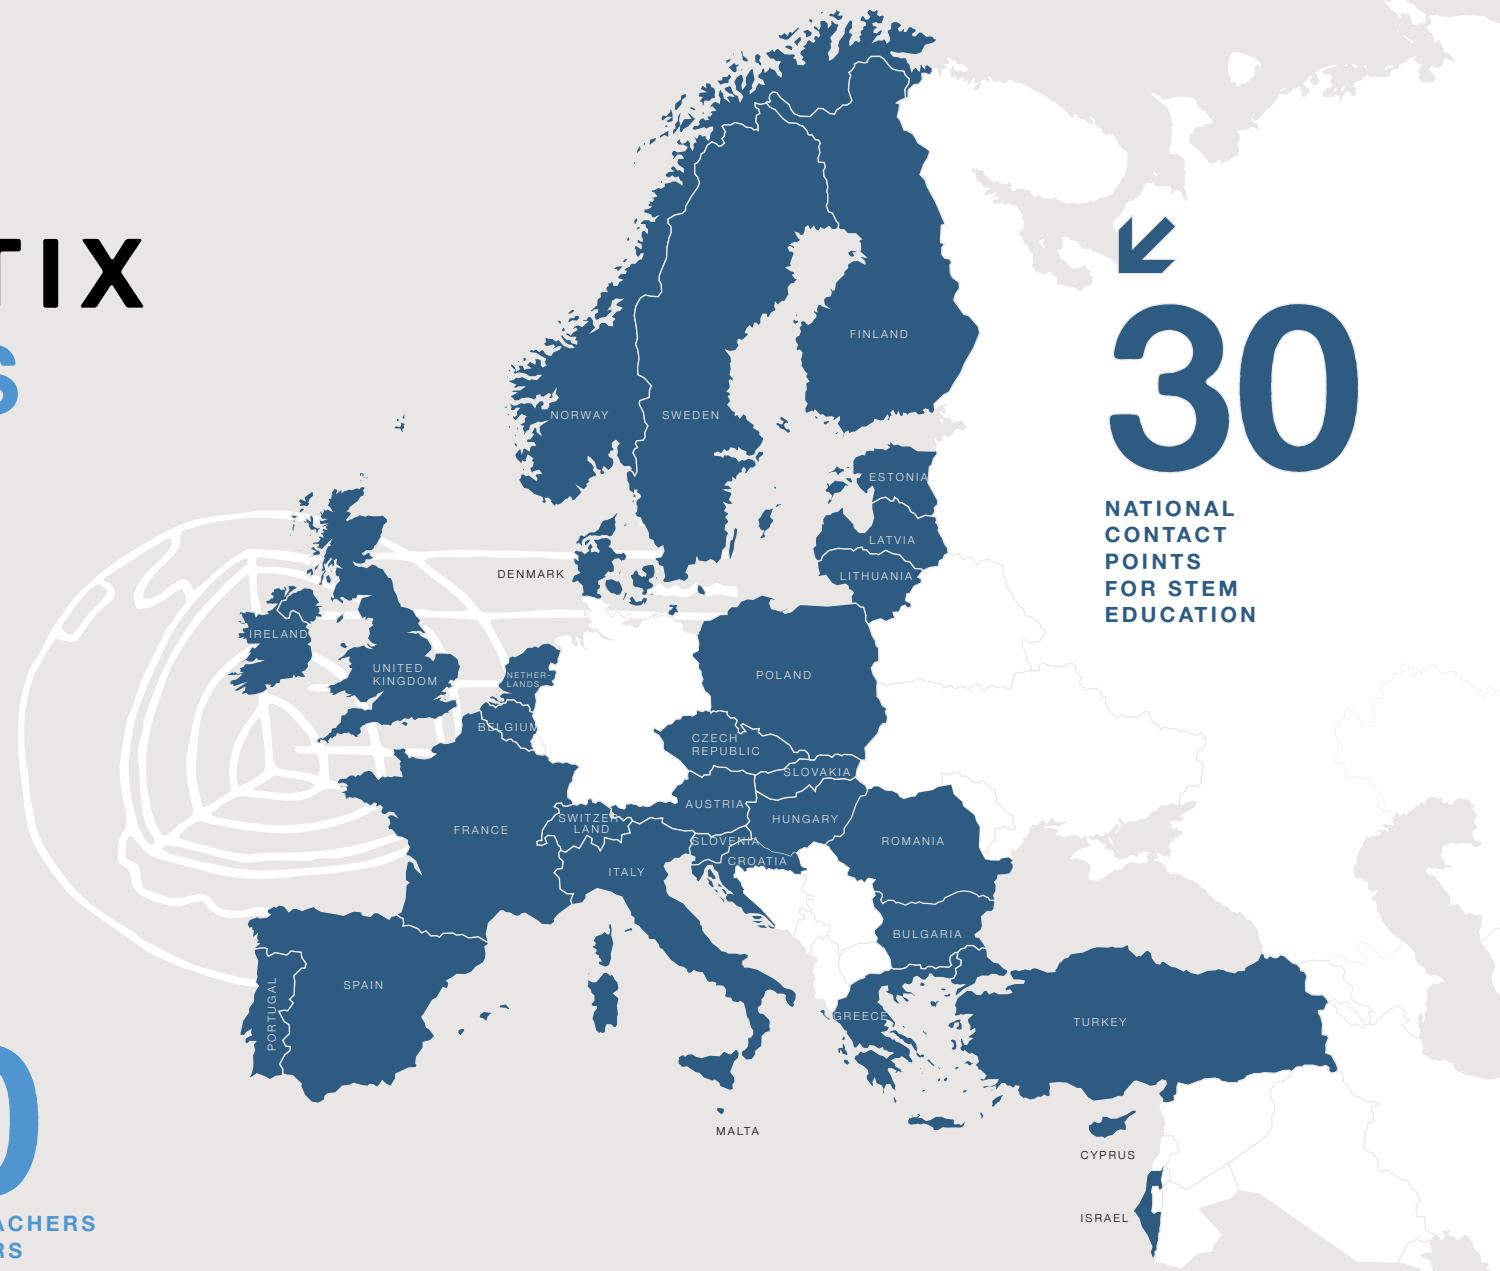 TIX
S
FINLAND
NORWAY
SWEDEN
ESTONIA
LATVIA
LITHUANIA
DENMARK
IRELAND
UNITED
KINGDOM
NETHER-
LANDS
BELGIUM
POLAND
CZECH
REPUBLIC
SLOVAKIA
AUSTRIA
HUNGARY
SWITZER
LAND
FRANCE
SLOVENIA
CROATIA
ROMANIA
ITALY
BULGARIA
SPAIN
PORTUGAL
GREECE
TURKEY
MALTA
CYPRUS
ISRAEL
30
NATIONAL
CONTACT
POINTS
FOR STEM
EDUCATION
0
ACHERS
RS